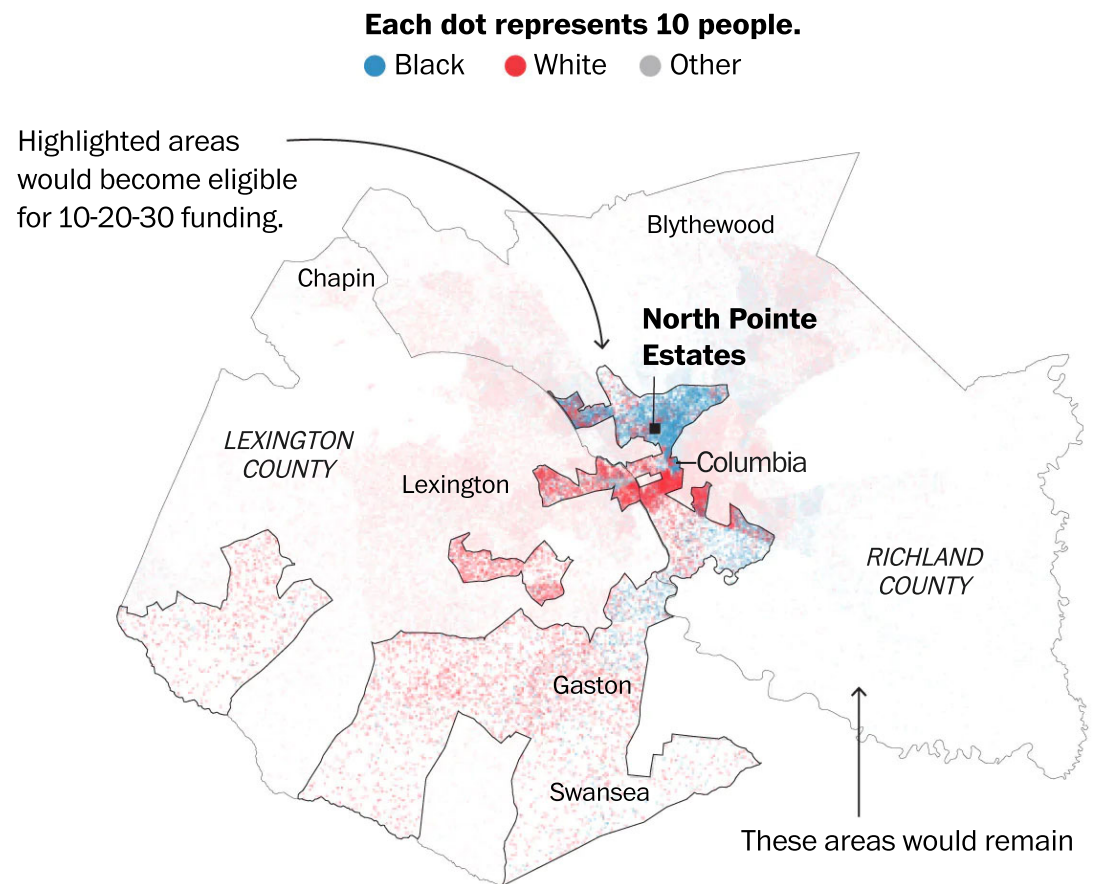 Each dot represents 10 people.
Black White Other
Highlighted areas
would become eligible
for 10-20-30 funding.
Blythewood
Chapin
North Pointe
Estates
LEXINGTON
COUNTY
Columbia
Lexington
RICHLAND
COUNTY
Gaston
Swansea
These areas would remain